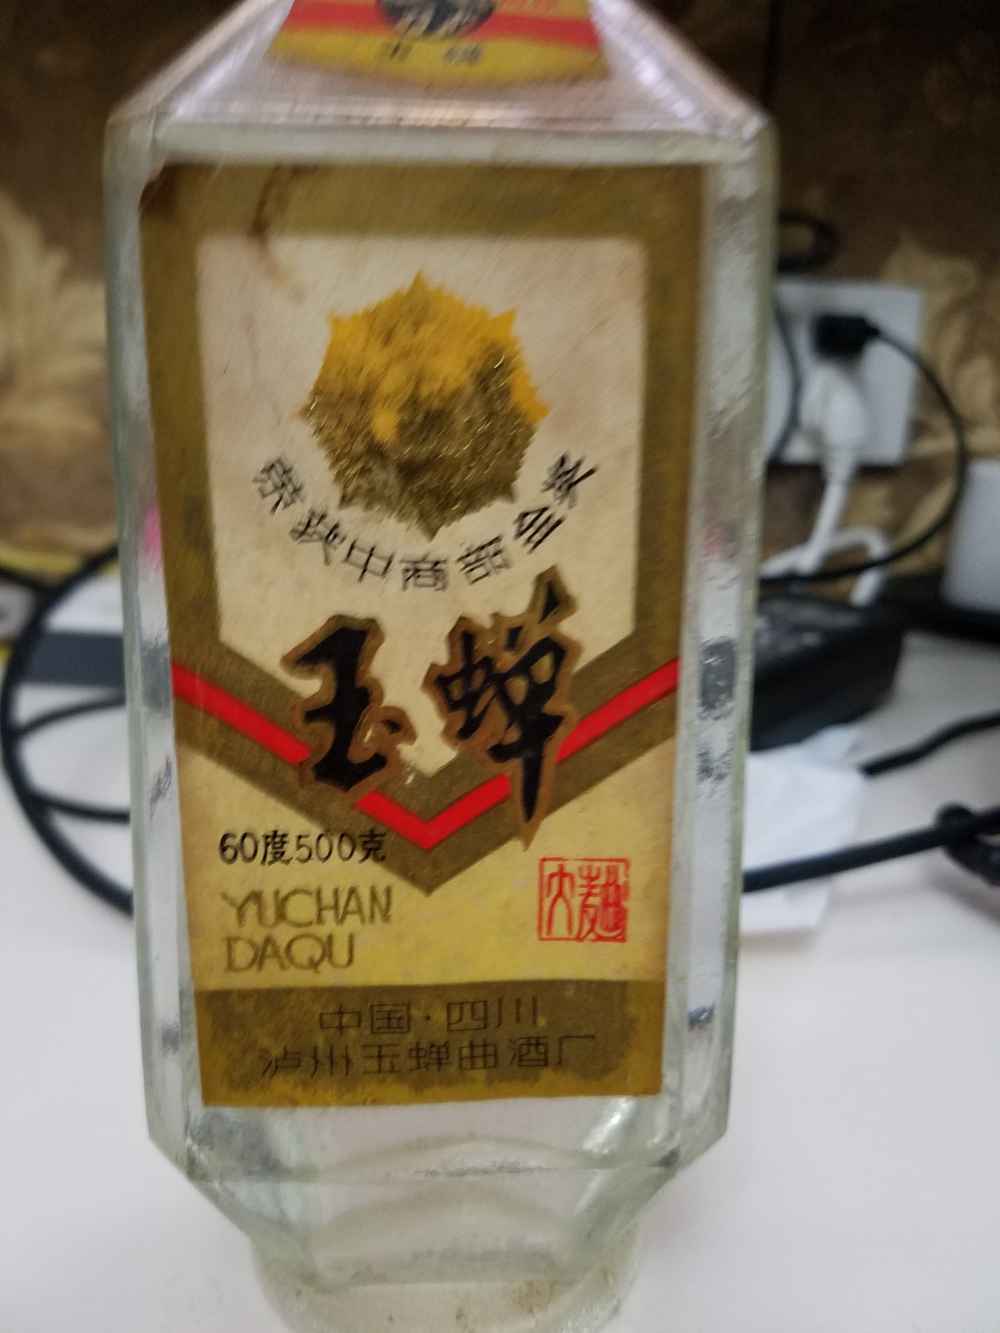 荣获中商部金奖
玉蝉
60度500克
YUCHAN
DAQU
大麯
中国·四川
泸州玉蝉曲酒厂